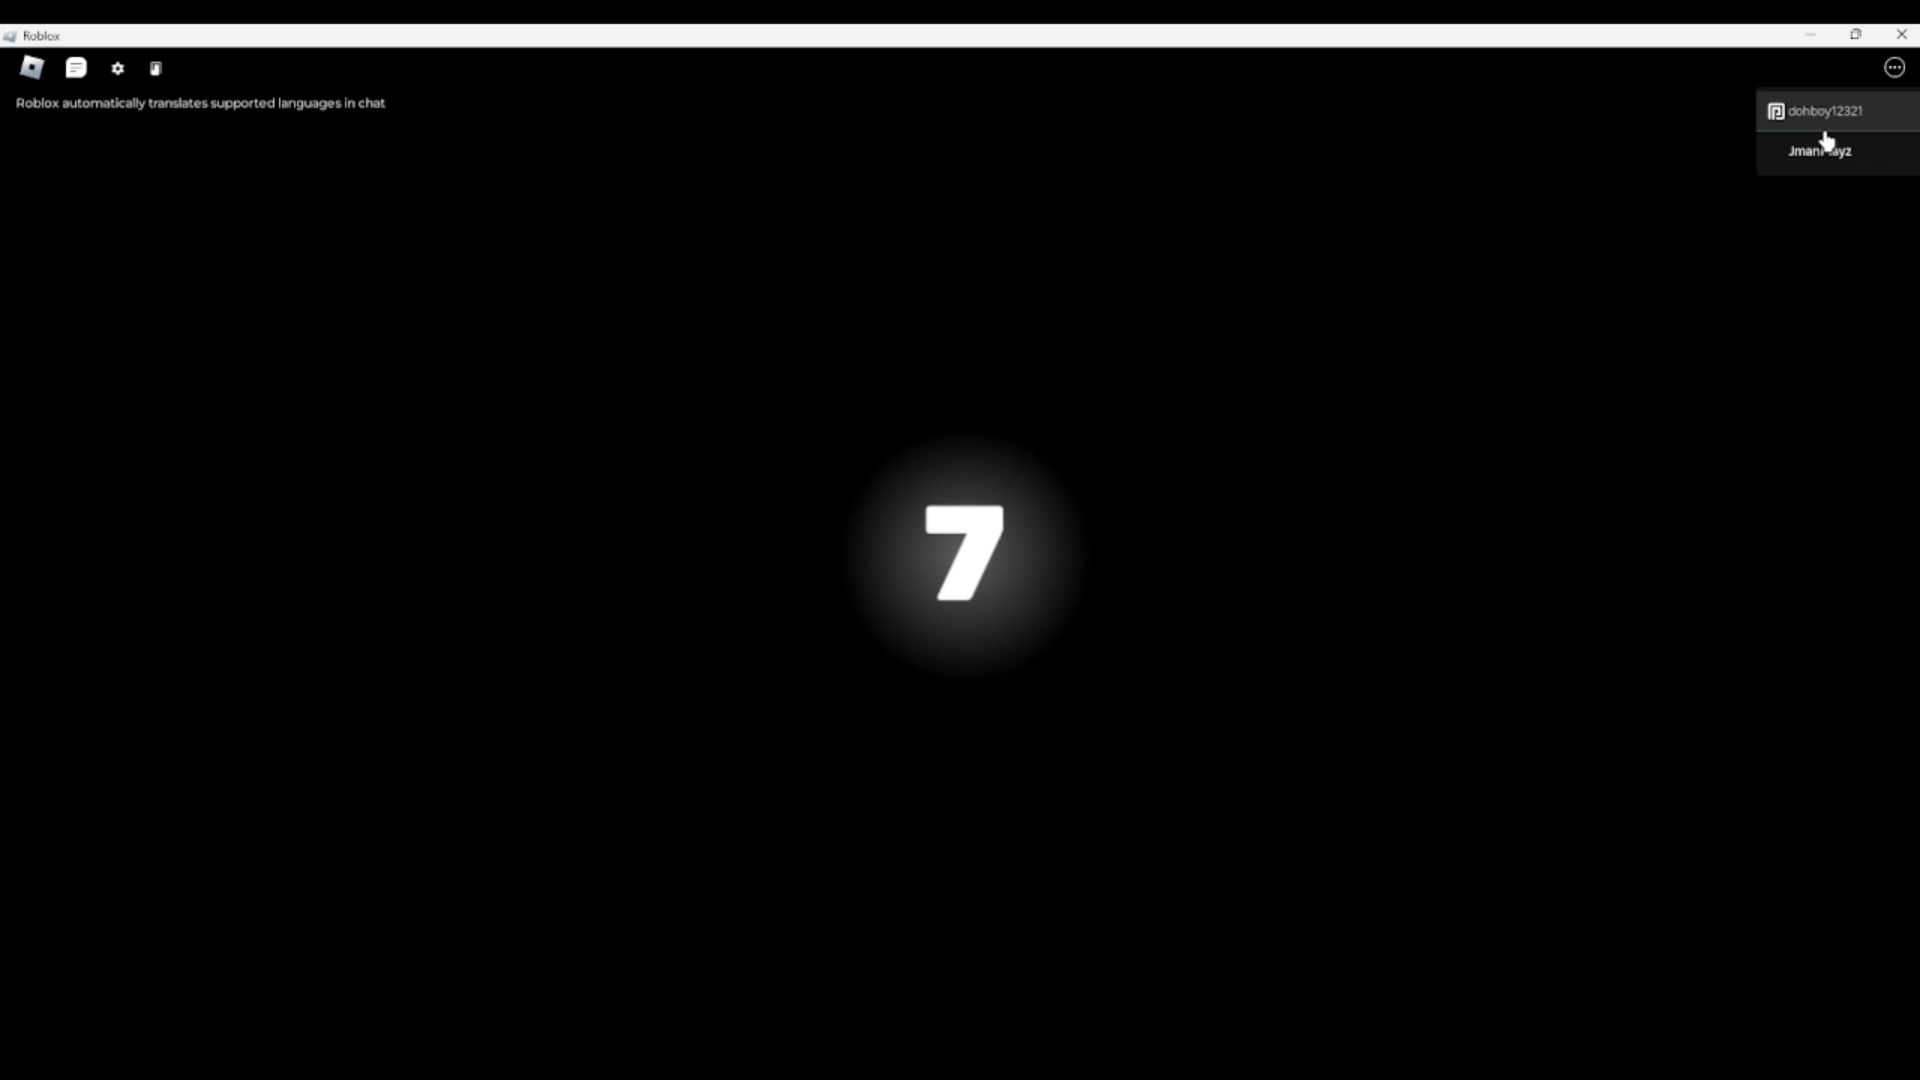 Roblox
Roblox automatically translates supported languages in chat
dohboy12321
7